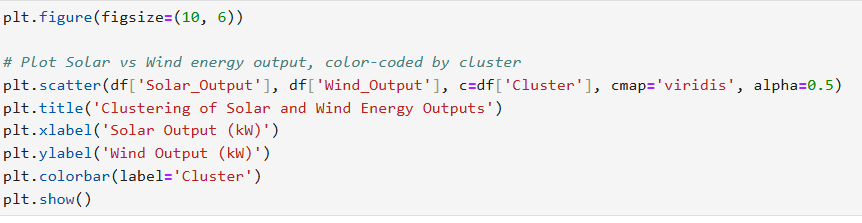 plt.figure(figsize=(10, 6))
# Plot Solar vs Wind energy output, color-coded by cluster
plt.scatter(df['Solar_Output'], df['Wind_Output'], c=df['Cluster'], cmap='viridis', alpha=0.5)
plt.title('Clustering of Solar and Wind Energy Outputs')
plt.xlabel('Solar Output (kW)')
plt.ylabel('Wind Output (kW)')
plt.colorbar(label='Cluster')
plt.show()